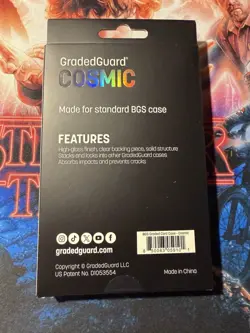 GradedGuard®
COSMIC
Made for standard BGS case
FEATURES
High-gloss finish, clear backing piece, solid structure
Stacks and locks into other GradedGuard cases
Absorbs impacts and prevents cracks
gradedguard.com
Copyright © GradedGuard LLC
US Patent No. D1053554
Made in China